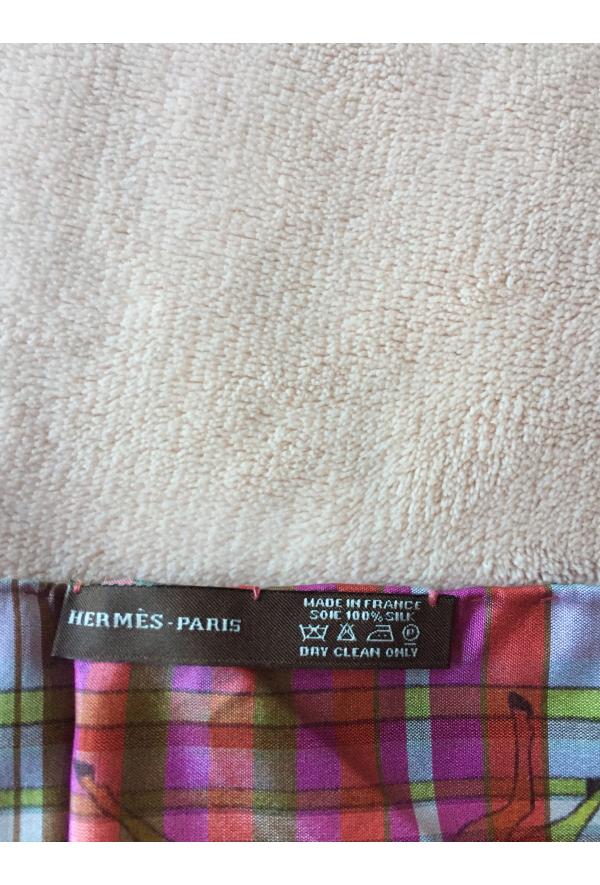 HERMÈS-PARIS
MADE IN FRANCE
SOIE 100% SILK
DRY CLEAN ONLY